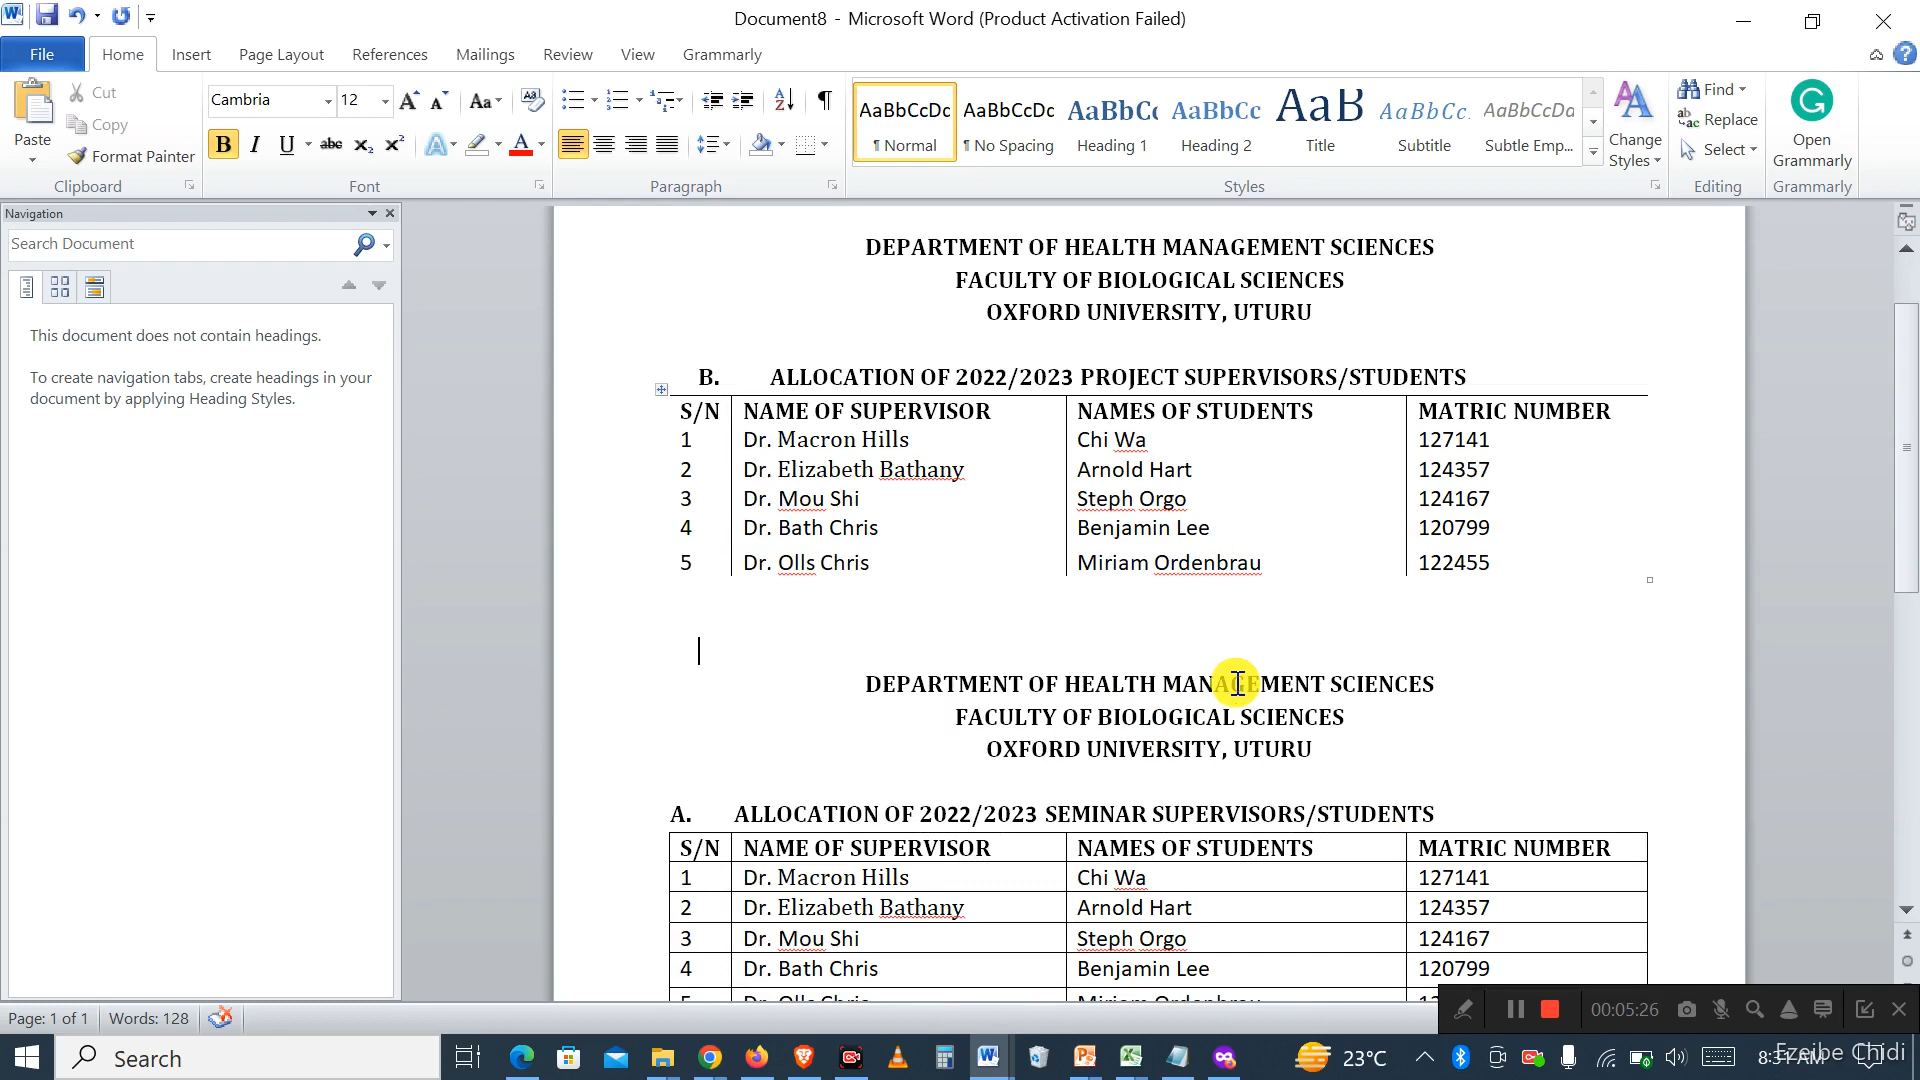 Document8 - Microsoft Word (Product Activation Failed)
File Home Insert Page Layout References Mailings Review View Grammarly
Paste
Cut
Copy
Format Painter
Clipboard
Cambria 12
Font
Paragraph
AaBbCcDc AaBbCcDc AaBbCc AaBbCc AaB AaBbCc. AaBbCcDa
¶ Normal ¶ No Spacing Heading 1 Heading 2 Title Subtitle Subtle Emp...
Change Styles
Styles
Find
Replace
Select
Editing
Open Grammarly
Grammarly
Navigation
Search Document
This document does not contain headings.
To create navigation tabs, create headings in your
document by applying Heading Styles.
DEPARTMENT OF HEALTH MANAGEMENT SCIENCES
FACULTY OF BIOLOGICAL SCIENCES
OXFORD UNIVERSITY, UTURU
B. ALLOCATION OF 2022/2023 PROJECT SUPERVISORS/STUDENTS
S/N NAME OF SUPERVISOR NAMES OF STUDENTS MATRIC NUMBER
1 Dr. Macron Hills Chi Wa 127141
2 Dr. Elizabeth Bathany Arnold Hart 124357
3 Dr. Mou Shi Steph Orgo 124167
4 Dr. Bath Chris Benjamin Lee 120799
5 Dr. Olls Chris Miriam Ordenbrau 122455
DEPARTMENT OF HEALTH MANAGEMENT SCIENCES
FACULTY OF BIOLOGICAL SCIENCES
OXFORD UNIVERSITY, UTURU
A. ALLOCATION OF 2022/2023 SEMINAR SUPERVISORS/STUDENTS
S/N NAME OF SUPERVISOR NAMES OF STUDENTS MATRIC NUMBER
1 Dr. Macron Hills Chi Wa 127141
2 Dr. Elizabeth Bathany Arnold Hart 124357
3 Dr. Mou Shi Steph Orgo 124167
4 Dr. Bath Chris Benjamin Lee 120799
00:05:26
Page: 1 of 1 Words: 128
Search
23°C
Ezeibe Chidi